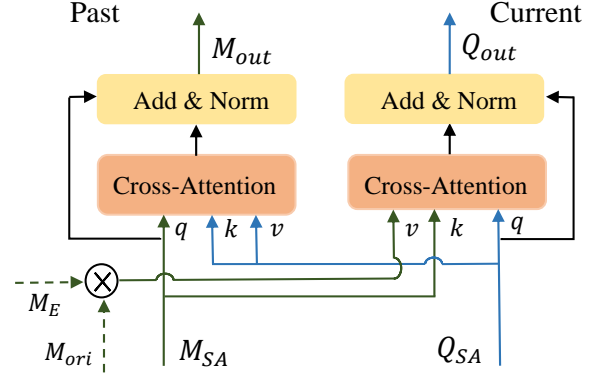 Past Current
M_out Q_out
Add & Norm Add & Norm
Cross-Attention Cross-Attention
q k v v k q
M_E
M_ori M_SA Q_SA